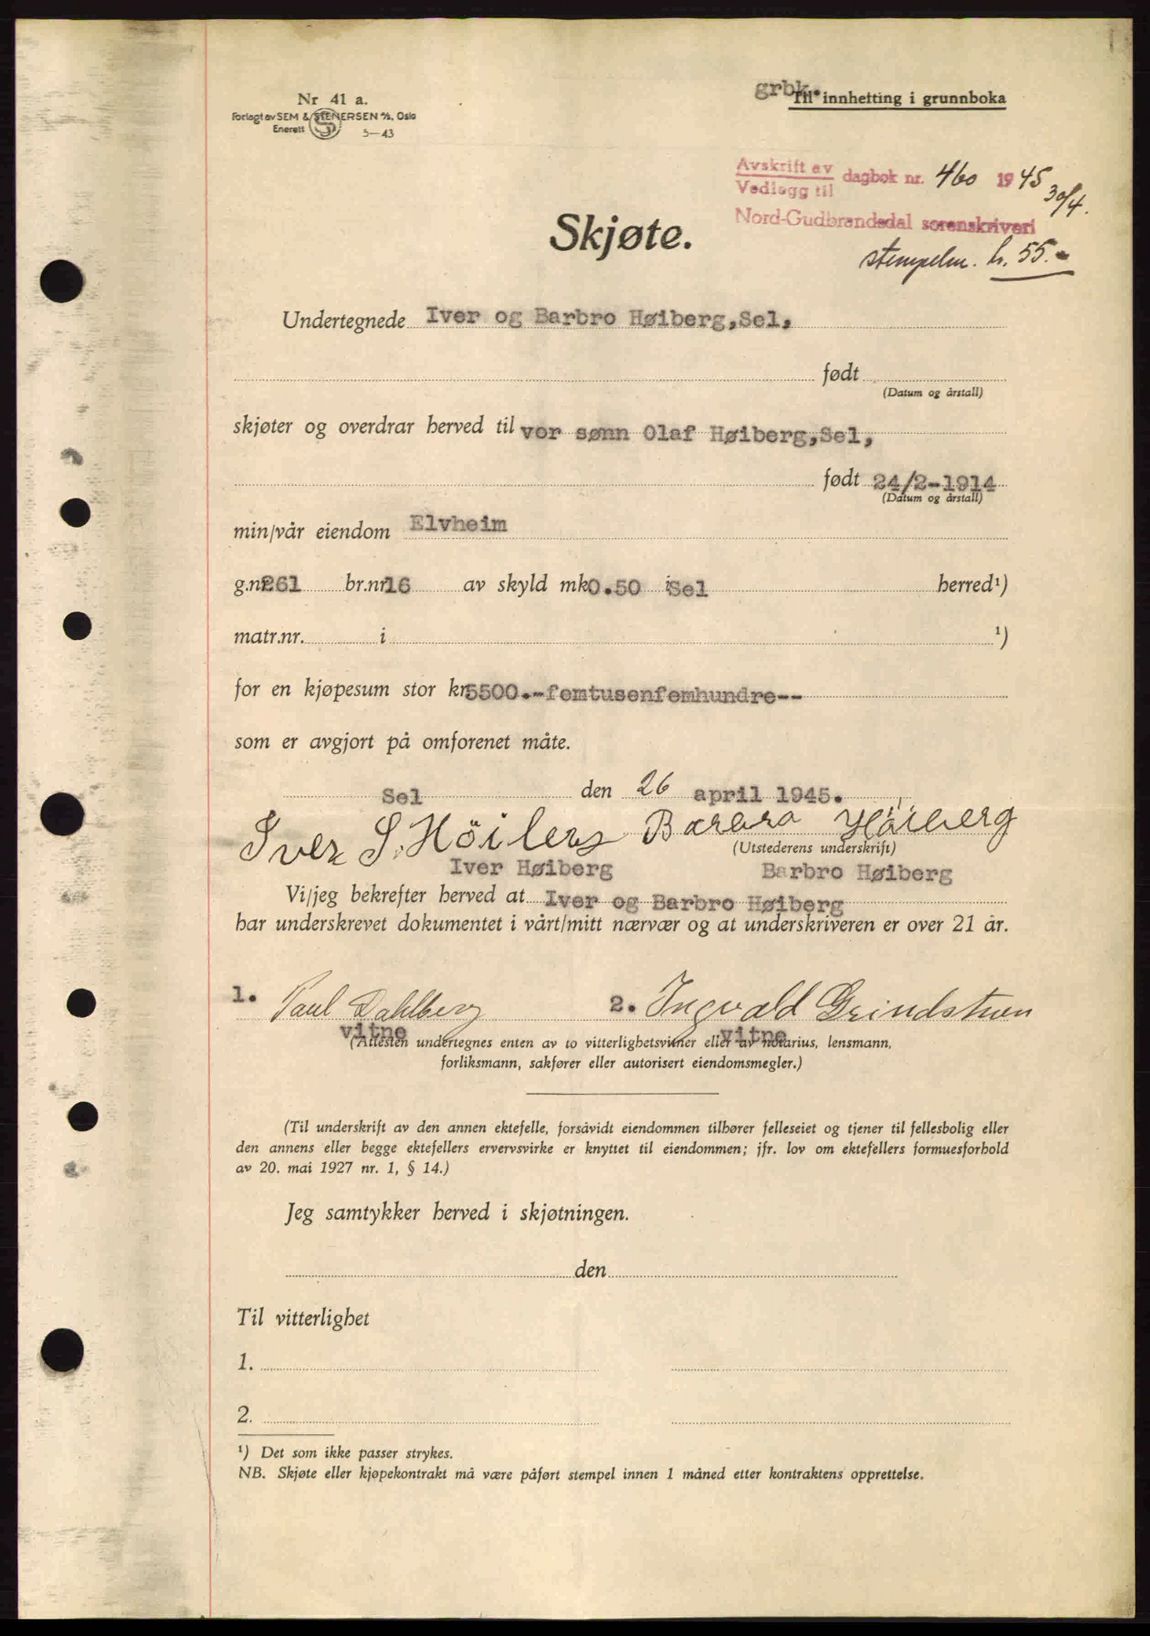 Nr 41 a.
Forlagt av SEM & STENERSEN A/S, Oslo
Enerett
5—43
grbk.
Til innhetting i grunnboka
Avskrift av
Vedlegg til
dagbok nr. 460 1945 30/4.
Nord-Gudbrandsdal sorenskriveri
stempelm. kr. 55.-
Skjøte.
Undertegnede Iver og Barbro Høiberg,Sel,
født
(Datum og årstall)
skjøter og overdrar herved til vor sønn Olaf Høiberg,Sel,
født 24/2-1914
(Datum og årstall)
min/vår eiendom Elvheim
g.nr.261 br.nr.16 av skyld mk.0.50 i Sel herred¹)
matr.nr. i ¹)
for en kjøpesum stor kr.5500.--femtusenfemhundre--
som er avgjort på omforenet måte.
Sel den 26 april 1945.
Iver S. Höiberg Barbro Høiberg
(Utstederens underskrift)
Iver Høiberg Barbro Høiberg
Vi/jeg bekrefter herved at Iver og Barbro Høiberg
har underskrevet dokumentet i vårt/mitt nærvær og at underskriveren er over 21 år.
1. Paul Dahlberg 2. Ingvald Grindstuen
vitne vitne
(Attesten undertegnes enten av to vitterlighetsvitner eller av notarius, lensmann,
forliksmann, sakfører eller autorisert eiendomsmegler.)
(Til underskrift av den annen ektefelle, forsåvidt eiendommen tilhører felleseiet og tjener til fellesbolig eller
den annens eller begge ektefellers ervervsvirke er knyttet til eiendommen; jfr. lov om ektefellers formuesforhold
av 20. mai 1927 nr. 1, § 14.)
Jeg samtykker herved i skjøtningen.
den
Til vitterlighet
1.
2.
¹) Det som ikke passer strykes.
NB. Skjøte eller kjøpekontrakt må være påført stempel innen 1 måned etter kontraktens opprettelse.